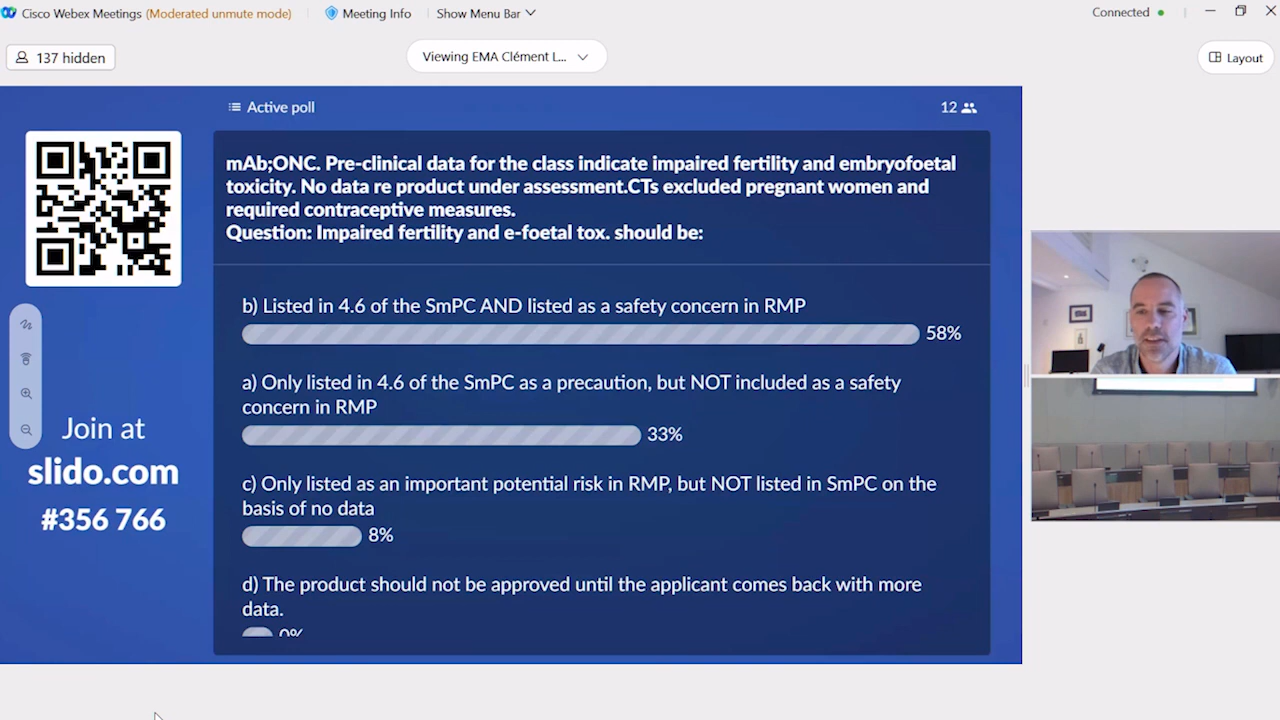 Cisco Webex Meetings (Moderated unmute mode) Meeting Info Show Menu Bar Connected
137 hidden Viewing EMA Clément L... Layout
Active poll 12
mAb;ONC. Pre-clinical data for the class indicate impaired fertility and embryofoetal
toxicity. No data re product under assessment.CTs excluded pregnant women and
required contraceptive measures.
Question: Impaired fertility and e-foetal tox. should be:
b) Listed in 4.6 of the SmPC AND listed as a safety concern in RMP
58%
a) Only listed in 4.6 of the SmPC as a precaution, but NOT included as a safety
concern in RMP
33%
c) Only listed as an important potential risk in RMP, but NOT listed in SmPC on the
basis of no data
8%
d) The product should not be approved until the applicant comes back with more
data.
0%
Join at
slido.com
#356 766